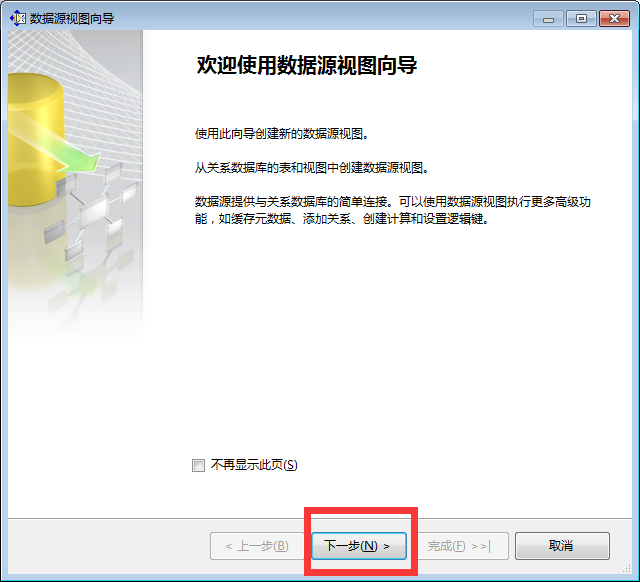 数据源视图向导
欢迎使用数据源视图向导
使用此向导创建新的数据源视图。
从关系数据库的表和视图中创建数据源视图。
数据源提供与关系数据库的简单连接。可以使用数据源视图执行更多高级功
能，如缓存元数据、添加关系、创建计算和设置逻辑键。
不再显示此页(S)
< 上一步(B) 下一步(N) > 完成(F) >>| 取消